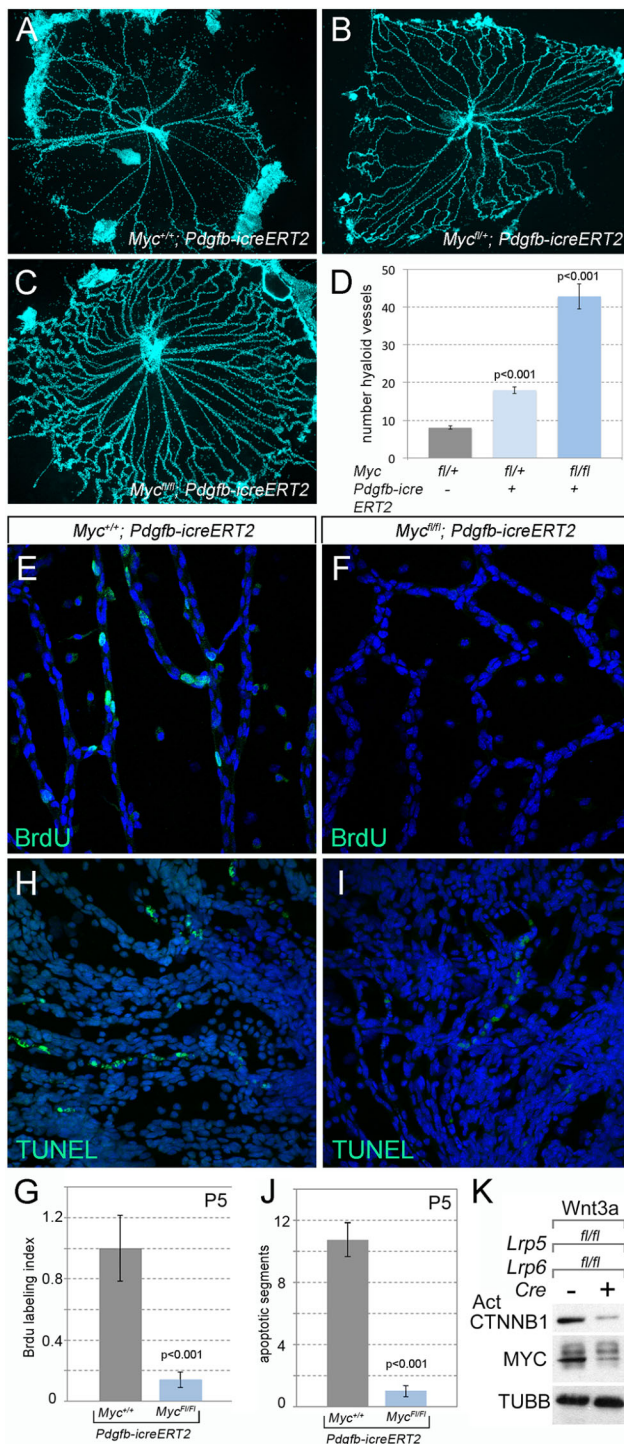 A
Myc+/+; Pdgfb-icreERT2
B
Mycfl/+; Pdgfb-icreERT2
C
Mycfl/fl; Pdgfb-icreERT2
D
number hyaloid vessels
50
40
30
20
10
0
p<0.001
p<0.001
Myc fl/+ fl/+ fl/fl
Pdgfb-icre - + +
ERT2
Myc+/+; Pdgfb-icreERT2
Mycfl/fl; Pdgfb-icreERT2
E
BrdU
F
BrdU
H
TUNEL
I
TUNEL
G
P5
Brdu labeling index
1.2
0.8
0.4
0
p<0.001
Myc+/+ MycFl/Fl
Pdgfb-icreERT2
J
P5
apoptotic segments
12
8
4
0
p<0.001
Myc+/+ MycFl/Fl
Pdgfb-icreERT2
K
Wnt3a
Lrp5 fl/fl
Lrp6 fl/fl
Cre - +
Act
CTNNB1
MYC
TUBB